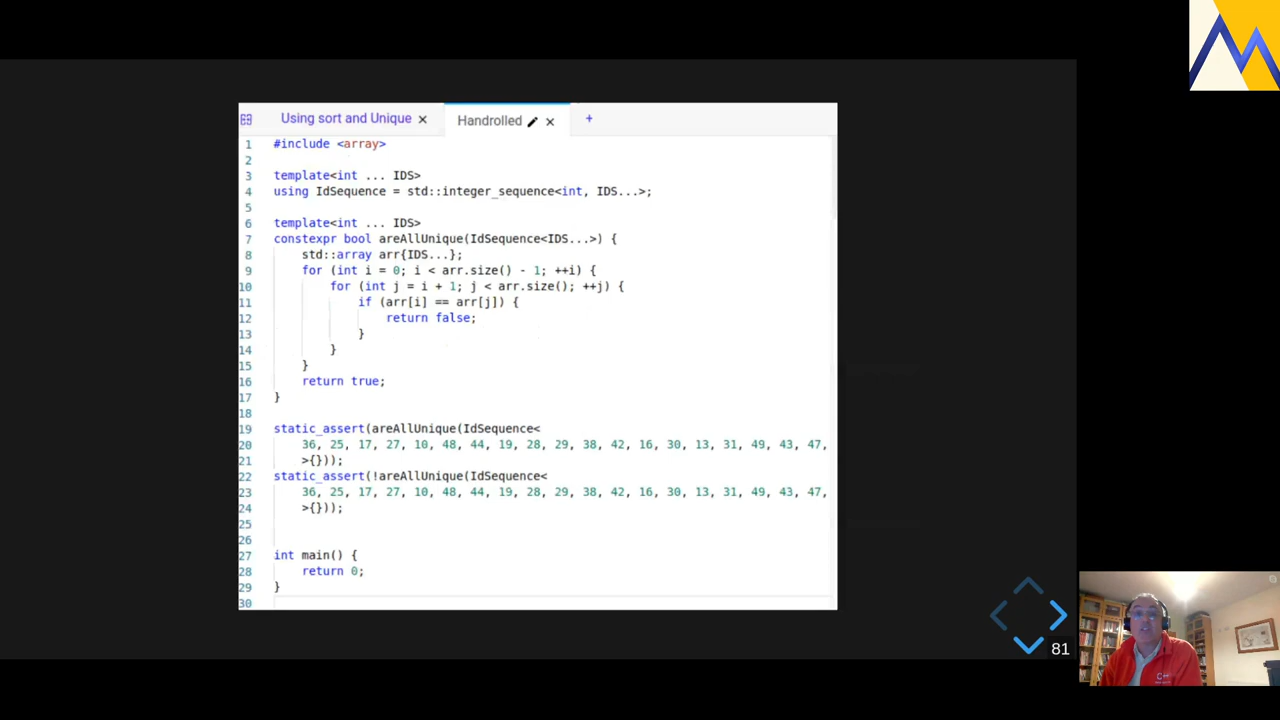 Using sort and Unique
Handrolled
1 #include <array>
2
3 template<int ... IDS>
4 using IdSequence = std::integer_sequence<int, IDS...>;
5
6 template<int ... IDS>
7 constexpr bool areAllUnique(IdSequence<IDS...>) {
8 std::array arr{IDS...};
9 for (int i = 0; i < arr.size() - 1; ++i) {
10 for (int j = i + 1; j < arr.size(); ++j) {
11 if (arr[i] == arr[j]) {
12 return false;
13 }
14 }
15 }
16 return true;
17 }
18
19 static_assert(areAllUnique(IdSequence<
20 36, 25, 17, 27, 10, 48, 44, 19, 28, 29, 38, 42, 16, 30, 13, 31, 49, 43, 47,
21 >{}));
22 static_assert(!areAllUnique(IdSequence<
23 36, 25, 17, 27, 10, 48, 44, 19, 28, 29, 38, 42, 16, 30, 13, 31, 49, 43, 47,
24 >{}));
25
26
27 int main() {
28 return 0;
29 }
30
81
C++